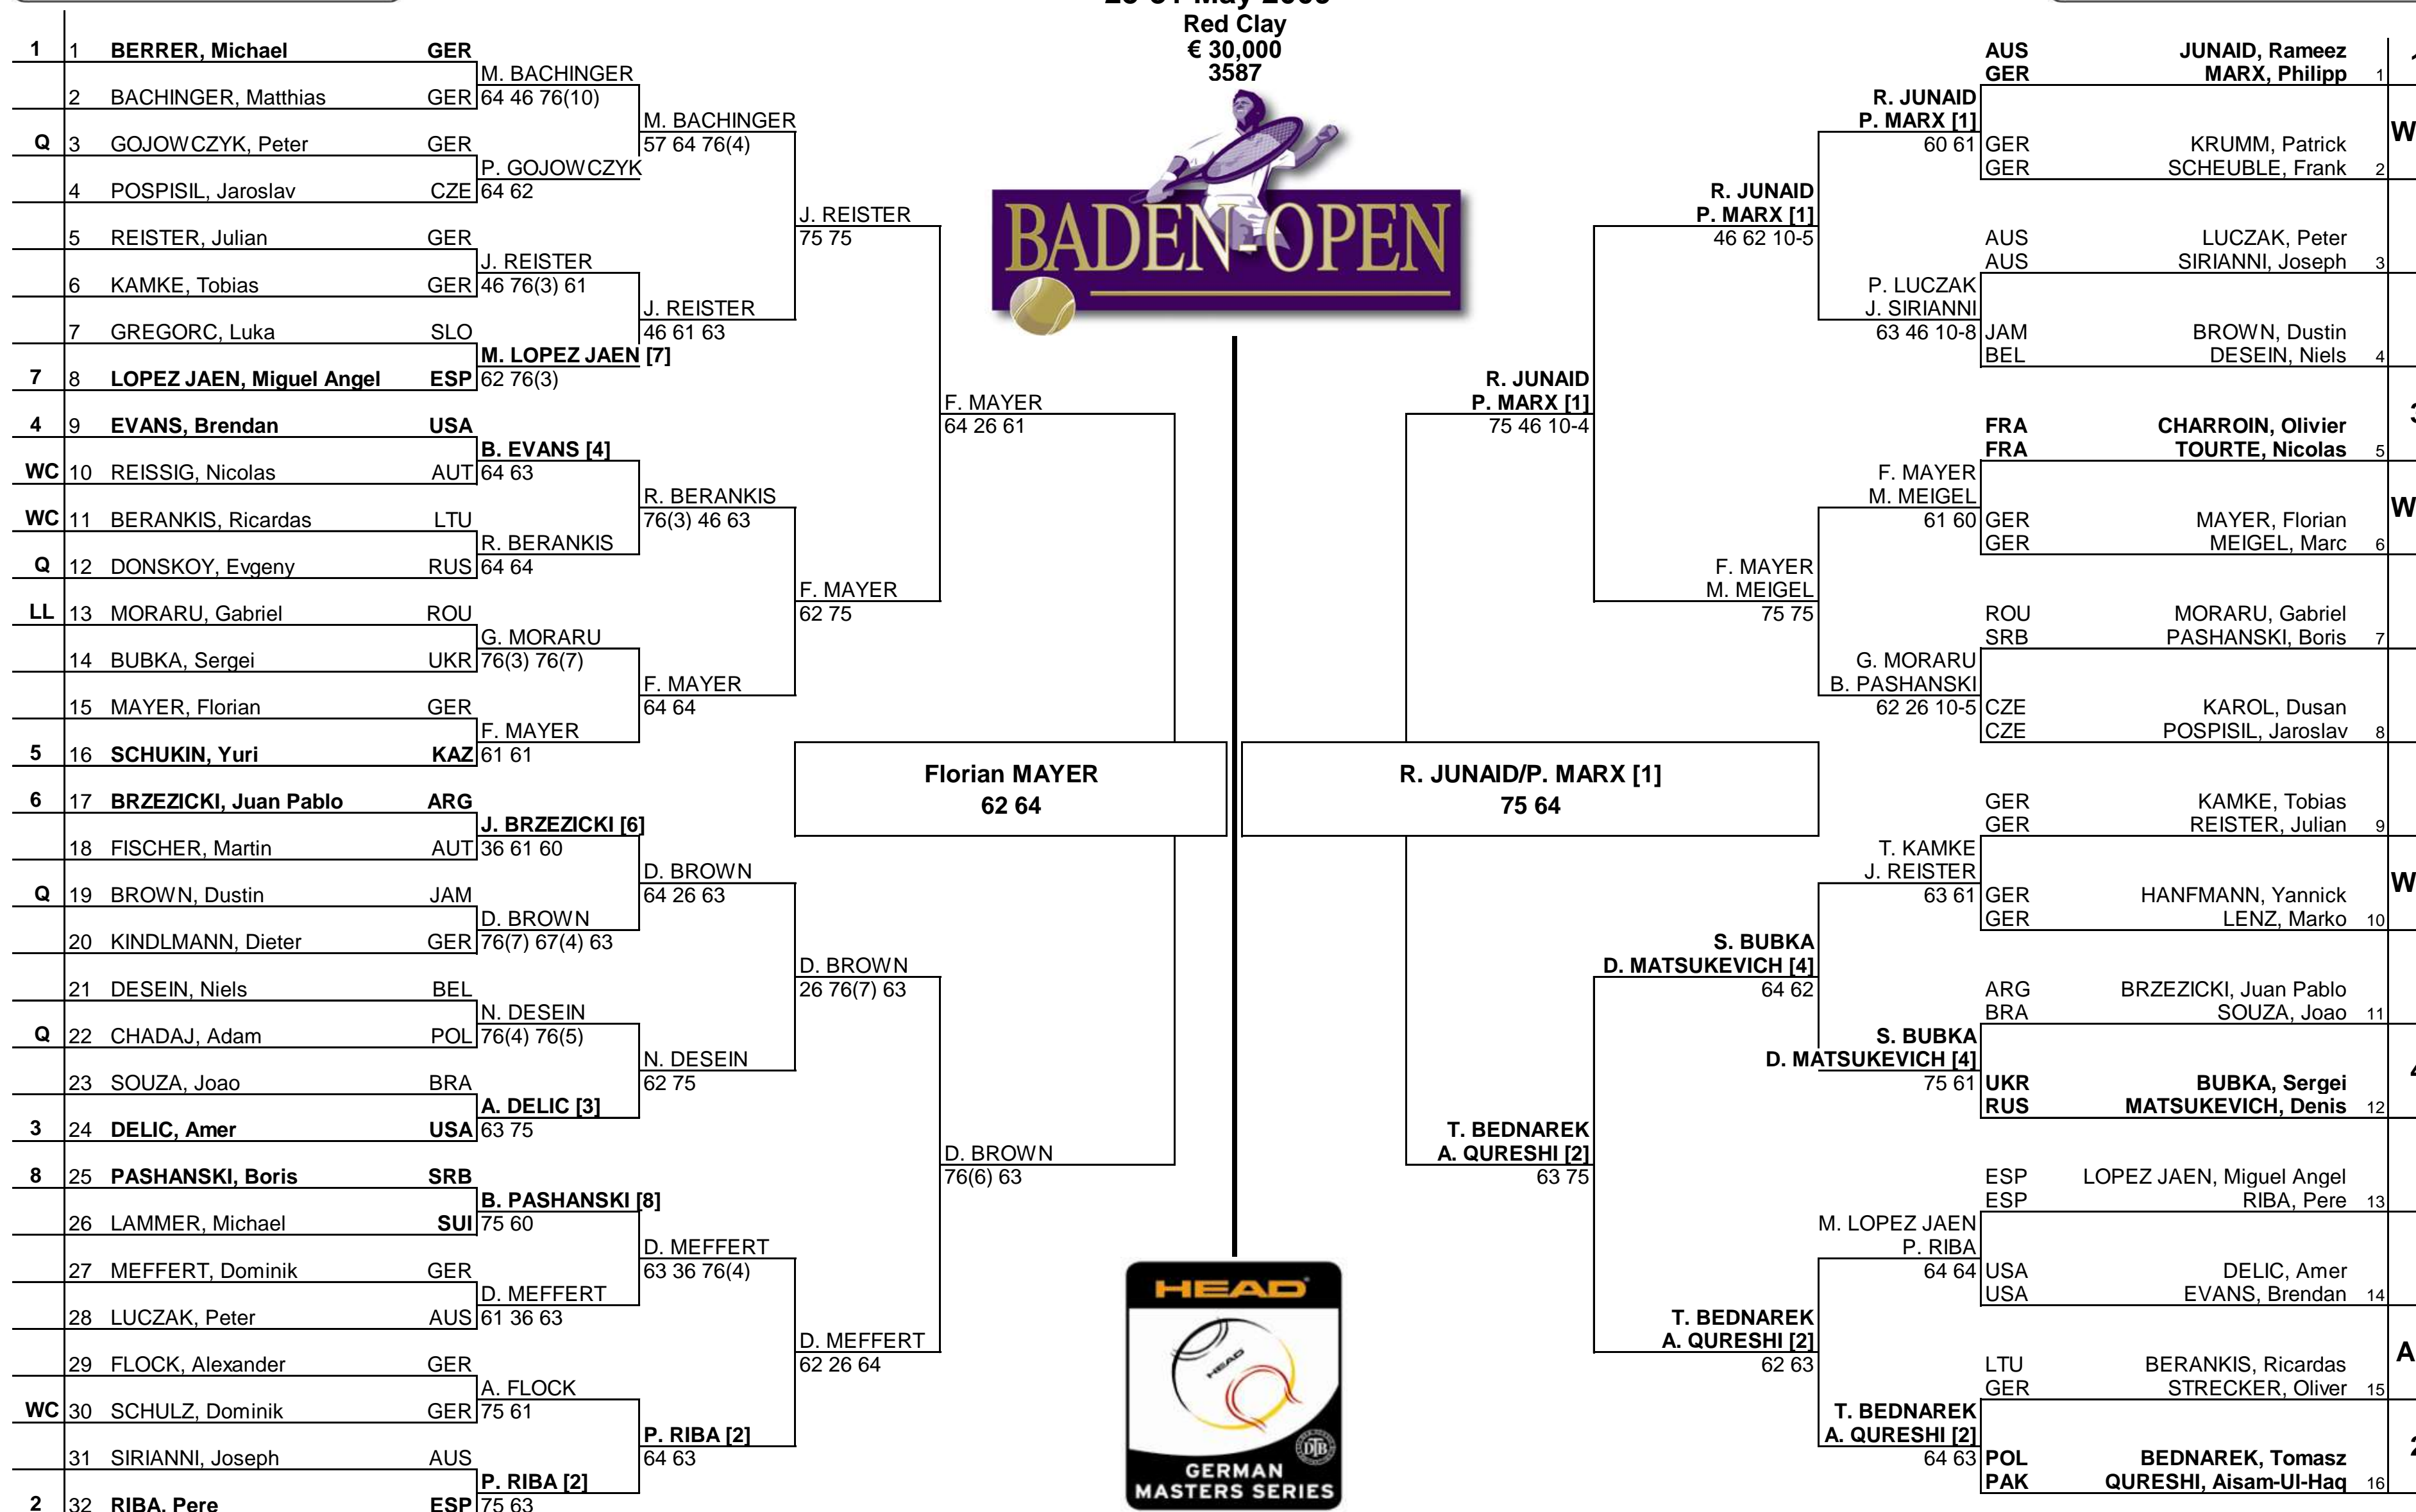 Red Clay
€ 30,000
3587
BADEN-OPEN
1 1 BERRER, Michael GER
M. BACHINGER
2 BACHINGER, Matthias GER 64 46 76(10)
M. BACHINGER
Q 3 GOJOWCZYK, Peter GER 57 64 76(4)
P. GOJOWCZYK
4 POSPISIL, Jaroslav CZE 64 62
J. REISTER
5 REISTER, Julian GER 75 75
J. REISTER
6 KAMKE, Tobias GER 46 76(3) 61
J. REISTER
7 GREGORC, Luka SLO 46 61 63
M. LOPEZ JAEN [7]
7 8 LOPEZ JAEN, Miguel Angel ESP 62 76(3)
F. MAYER
4 9 EVANS, Brendan USA 64 26 61
B. EVANS [4]
WC 10 REISSIG, Nicolas AUT 64 63
R. BERANKIS
WC 11 BERANKIS, Ricardas LTU 76(3) 46 63
R. BERANKIS
Q 12 DONSKOY, Evgeny RUS 64 64
F. MAYER
LL 13 MORARU, Gabriel ROU 62 75
G. MORARU
14 BUBKA, Sergei UKR 76(3) 76(7)
F. MAYER
15 MAYER, Florian GER 64 64
F. MAYER
5 16 SCHUKIN, Yuri KAZ 61 61
Florian MAYER
62 64
6 17 BRZEZICKI, Juan Pablo ARG
J. BRZEZICKI [6]
18 FISCHER, Martin AUT 36 61 60
D. BROWN
Q 19 BROWN, Dustin JAM 64 26 63
D. BROWN
20 KINDLMANN, Dieter GER 76(7) 67(4) 63
D. BROWN
21 DESEIN, Niels BEL 26 76(7) 63
N. DESEIN
Q 22 CHADAJ, Adam POL 76(4) 76(5)
N. DESEIN
23 SOUZA, Joao BRA 62 75
A. DELIC [3]
3 24 DELIC, Amer USA 63 75
D. BROWN
8 25 PASHANSKI, Boris SRB 76(6) 63
B. PASHANSKI [8]
26 LAMMER, Michael SUI 75 60
D. MEFFERT
27 MEFFERT, Dominik GER 63 36 76(4)
D. MEFFERT
28 LUCZAK, Peter AUS 61 36 63
D. MEFFERT
29 FLOCK, Alexander GER 62 26 64
A. FLOCK
WC 30 SCHULZ, Dominik GER 75 61
P. RIBA [2]
31 SIRIANNI, Joseph AUS 64 63
P. RIBA [2]
2 32 RIBA, Pere ESP 75 63
AUS JUNAID, Rameez
GER MARX, Philipp 1
R. JUNAID
P. MARX [1]
60 61 GER KRUMM, Patrick
GER SCHEUBLE, Frank 2
R. JUNAID
P. MARX [1]
46 62 10-5
AUS LUCZAK, Peter
AUS SIRIANNI, Joseph 3
P. LUCZAK
J. SIRIANNI
63 46 10-8 JAM BROWN, Dustin
BEL DESEIN, Niels 4
R. JUNAID
P. MARX [1]
75 46 10-4
FRA CHARROIN, Olivier
FRA TOURTE, Nicolas 5
F. MAYER
M. MEIGEL
61 60 GER MAYER, Florian
GER MEIGEL, Marc 6
F. MAYER
M. MEIGEL
75 75
ROU MORARU, Gabriel
SRB PASHANSKI, Boris 7
G. MORARU
B. PASHANSKI
62 26 10-5 CZE KAROL, Dusan
CZE POSPISIL, Jaroslav 8
R. JUNAID/P. MARX [1]
75 64
GER KAMKE, Tobias
GER REISTER, Julian 9
T. KAMKE
J. REISTER
63 61 GER HANFMANN, Yannick
GER LENZ, Marko 10
S. BUBKA
D. MATSUKEVICH [4]
64 62
ARG BRZEZICKI, Juan Pablo
BRA SOUZA, Joao 11
S. BUBKA
D. MATSUKEVICH [4]
75 61 UKR BUBKA, Sergei
RUS MATSUKEVICH, Denis 12
T. BEDNAREK
A. QURESHI [2]
63 75
ESP LOPEZ JAEN, Miguel Angel
ESP RIBA, Pere 13
M. LOPEZ JAEN
P. RIBA
64 64 USA DELIC, Amer
USA EVANS, Brendan 14
T. BEDNAREK
A. QURESHI [2]
62 63
LTU BERANKIS, Ricardas
GER STRECKER, Oliver 15
T. BEDNAREK
A. QURESHI [2]
64 63 POL BEDNAREK, Tomasz
PAK QURESHI, Aisam-Ul-Haq 16
HEAD
HEAD
DTB
GERMAN
MASTERS SERIES